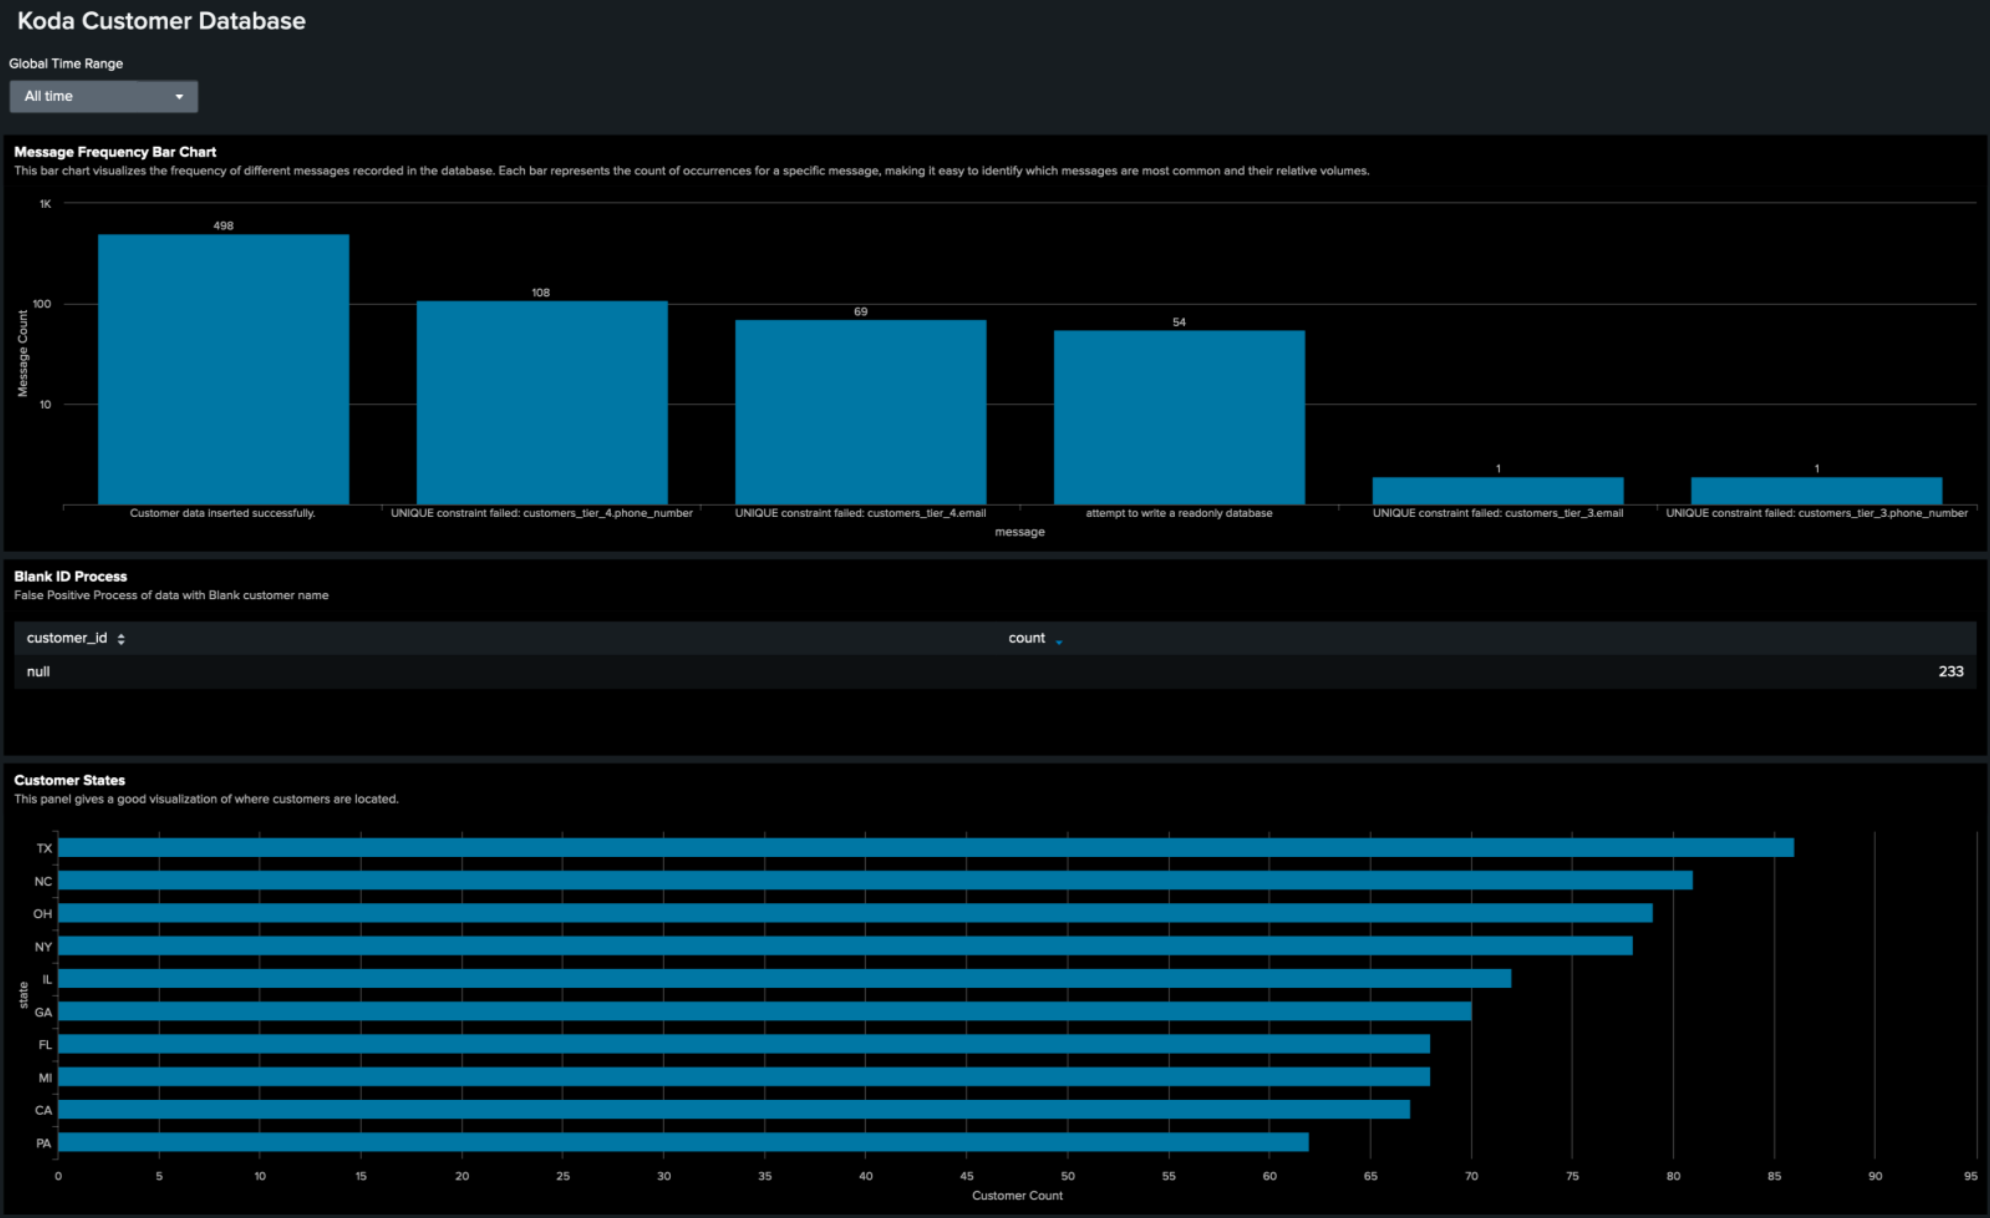 Koda Customer Database
Global Time Range
All time
Message Frequency Bar Chart
This bar chart visualizes the frequency of different messages recorded in the database. Each bar represents the count of occurrences for a specific message, making it easy to identify which messages are most common and their relative volumes.
1K
100
10
Message Count
498
108
69
54
1
1
Customer data inserted successfully.
UNIQUE constraint failed: customers_tier_4.phone_number
UNIQUE constraint failed: customers_tier_4.email
attempt to write a readonly database
UNIQUE constraint failed: customers_tier_3.email
UNIQUE constraint failed: customers_tier_3.phone_number
message
Blank ID Process
False Positive Process of data with Blank customer name
customer_id count
null 233
Customer States
This panel gives a good visualization of where customers are located.
state
TX
NC
OH
NY
IL
GA
FL
MI
CA
PA
0 5 10 15 20 25 30 35 40 45 50 55 60 65 70 75 80 85 90 95
Customer Count